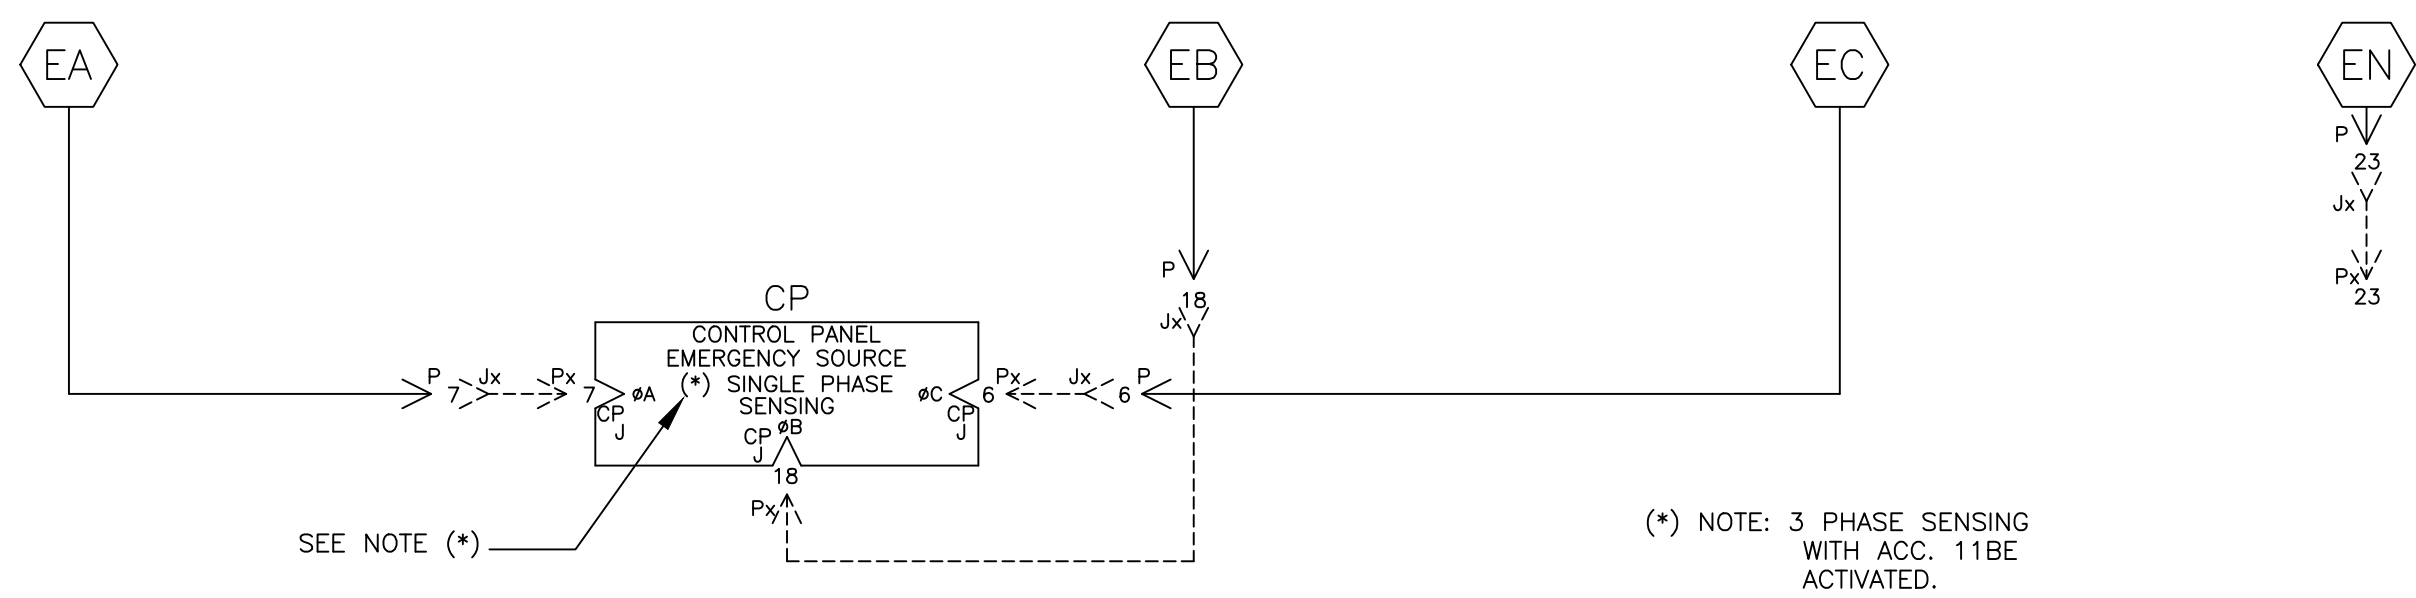 EA
EB
EC
EN
P
23
Jx
Px
23
P
18
Jx
CP
CONTROL PANEL
EMERGENCY SOURCE
(*) SINGLE PHASE
SENSING
P
7
Jx
Px
7
øA
CP
J
øC
CP
J
6
Px
Jx
6
P
øB
CP
J
18
Px
SEE NOTE (*)
(*) NOTE: 3 PHASE SENSING
WITH ACC. 11BE
ACTIVATED.